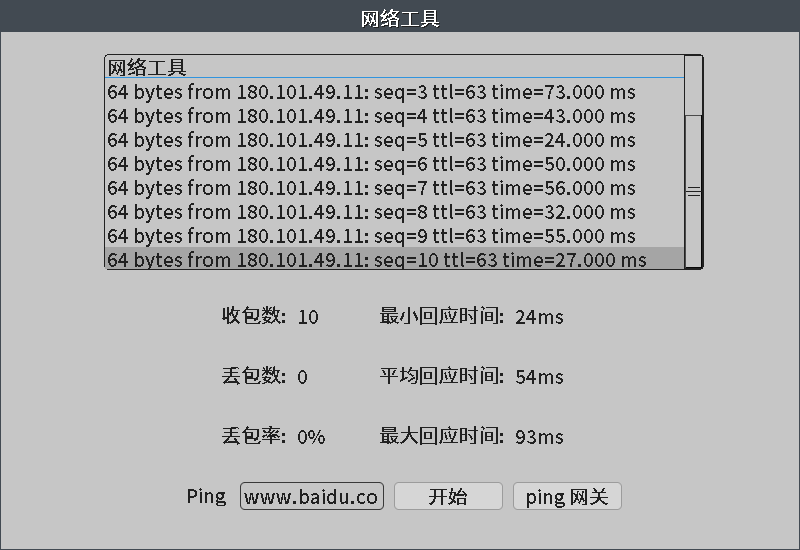 网络工具
网络工具
64 bytes from 180.101.49.11: seq=3 ttl=63 time=73.000 ms
64 bytes from 180.101.49.11: seq=4 ttl=63 time=43.000 ms
64 bytes from 180.101.49.11: seq=5 ttl=63 time=24.000 ms
64 bytes from 180.101.49.11: seq=6 ttl=63 time=50.000 ms
64 bytes from 180.101.49.11: seq=7 ttl=63 time=56.000 ms
64 bytes from 180.101.49.11: seq=8 ttl=63 time=32.000 ms
64 bytes from 180.101.49.11: seq=9 ttl=63 time=55.000 ms
64 bytes from 180.101.49.11: seq=10 ttl=63 time=27.000 ms
收包数: 10 最小回应时间: 24ms
丢包数: 0 平均回应时间: 54ms
丢包率: 0% 最大回应时间: 93ms
Ping www.baidu.co 开始 ping 网关